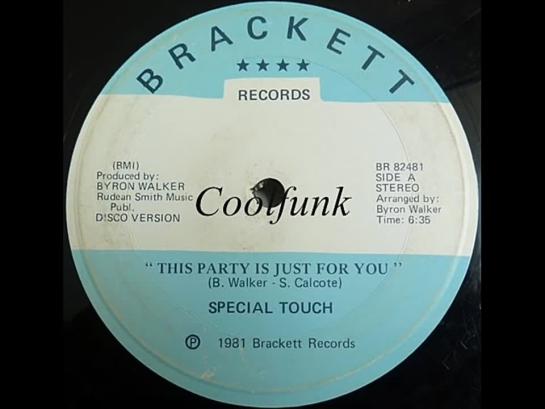 BRACKETT
★★★★
RECORDS
(BMI)
Produced by:
BYRON WALKER
Rudean Smith Music
Publ.
DISCO VERSION
BR 82481
SIDE A
STEREO
Arranged by:
Byron Walker
Time: 6:35
Coolfunk
“ THIS PARTY IS JUST FOR YOU ”
(B. Walker - S. Calcote)
SPECIAL TOUCH
℗ 1981 Brackett Records